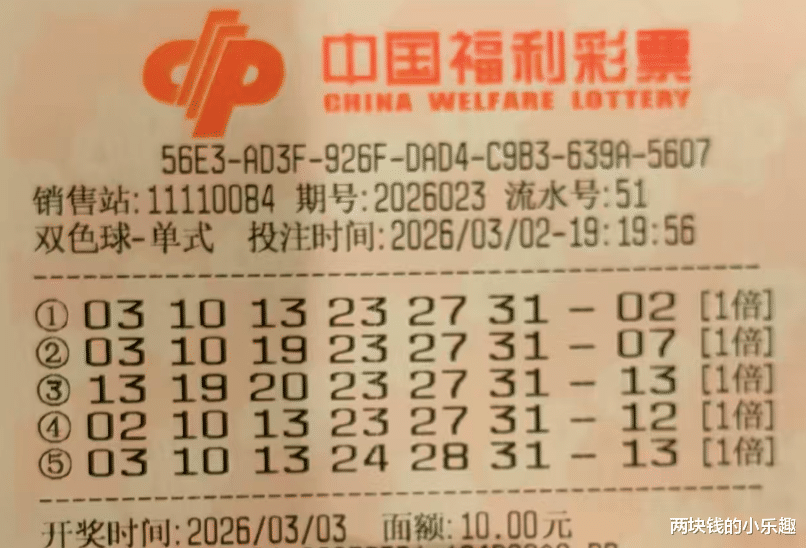 中国福利彩票
CHINA WELFARE LOTTERY
56E3-AD3F-926F-DAD4-C9B3-639A-5607
销售站:11110084 期号:2026023 流水号:51
双色球-单式 投注时间:2026/03/02-19:19:56
① 03 10 13 23 27 31 - 02 [1倍]
② 03 10 19 23 27 31 - 07 [1倍]
③ 13 19 20 23 27 31 - 13 [1倍]
④ 02 10 13 23 27 31 - 12 [1倍]
⑤ 03 10 13 24 28 31 - 13 [1倍]
开奖时间:2026/03/03 面额:10.00元
两块钱的小乐趣